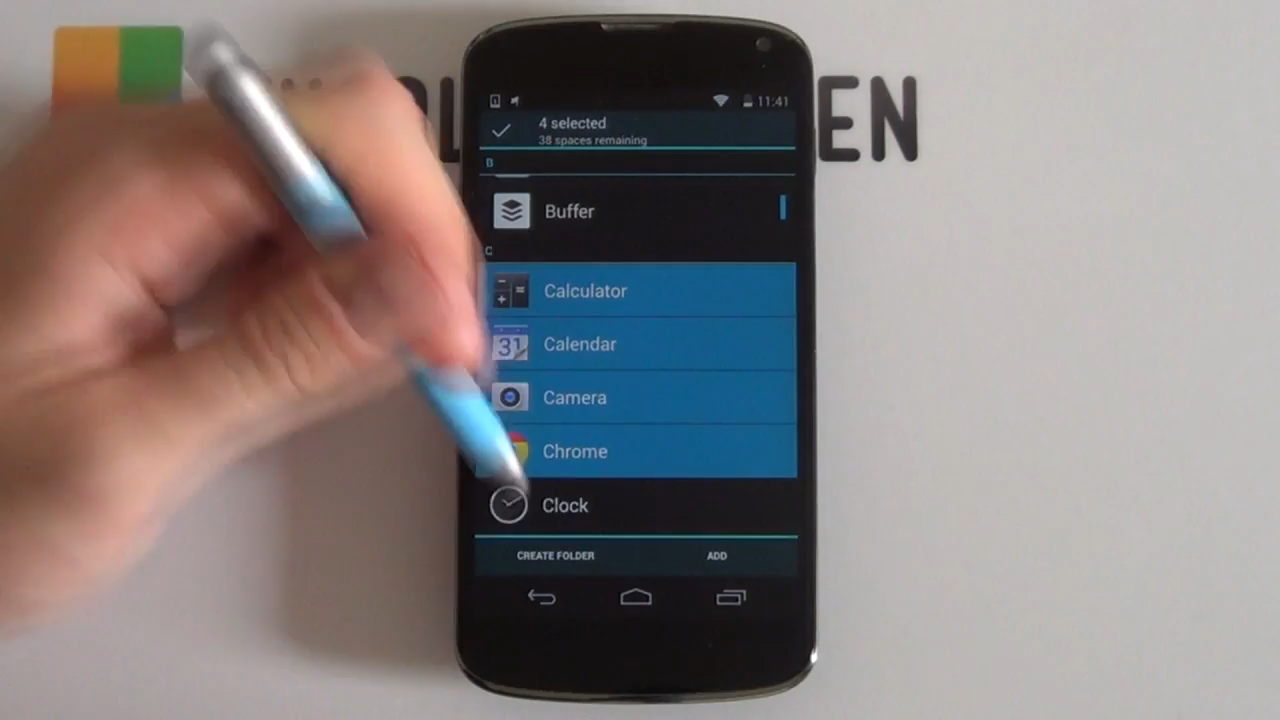 EN
11:41
4 selected
38 spaces remaining
B
Buffer
C
Calculator
31 Calendar
Camera
Chrome
Clock
CREATE FOLDER ADD